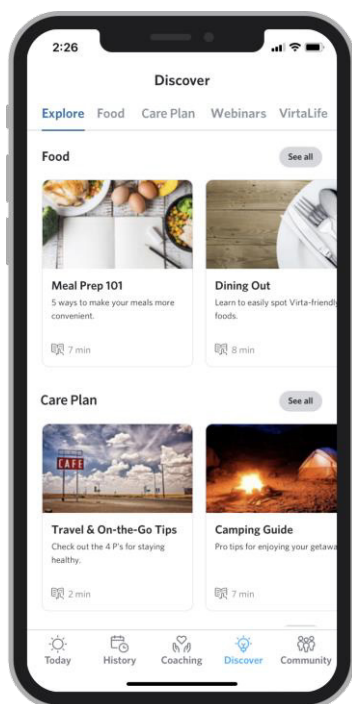 2:26
Discover
Explore Food Care Plan Webinars VirtaLife
Food See all
Meal Prep 101
5 ways to make your meals more
convenient.
7 min
Dining Out
Learn to easily spot Virta-friendly
foods.
8 min
Care Plan See all
CAFE
Travel & On-the-Go Tips
Check out the 4 P's for staying
healthy.
2 min
Camping Guide
Pro tips for enjoying your getawa
7 min
Today History Coaching Discover Community